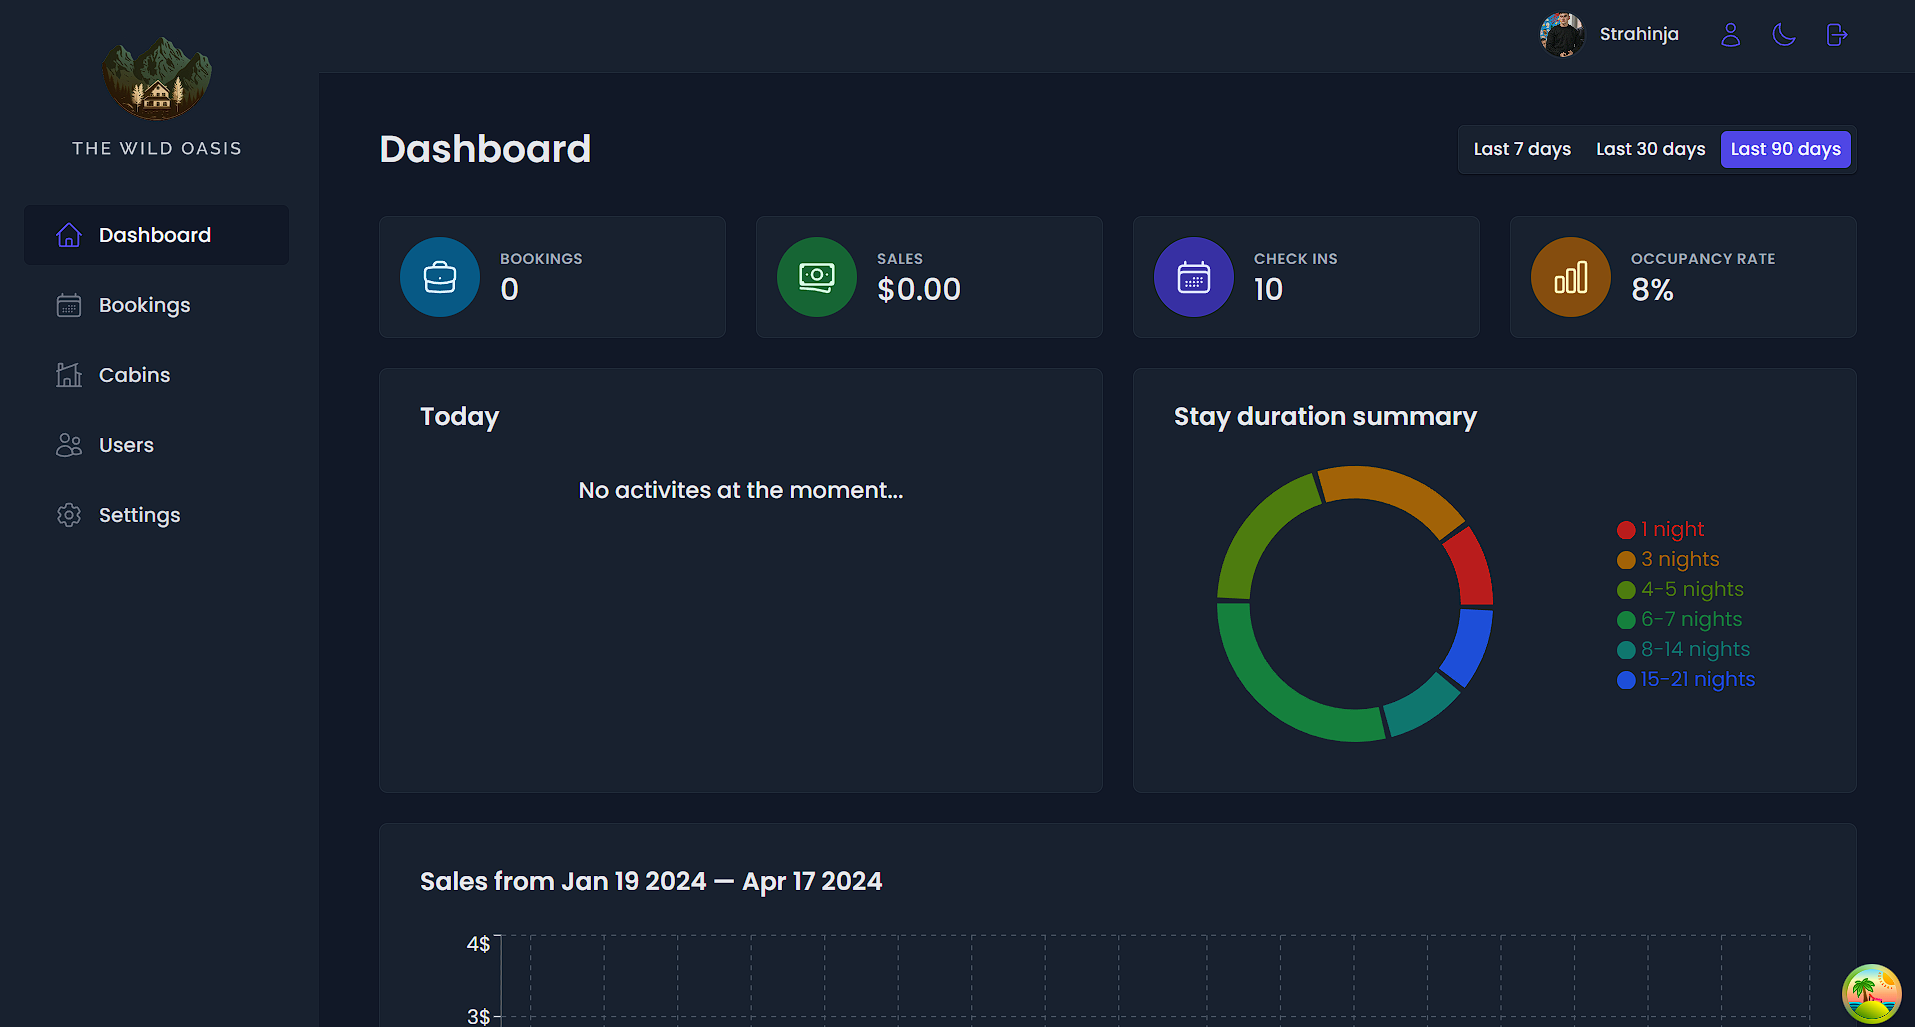 THE WILD OASIS
Dashboard
Bookings
Cabins
Users
Settings
Strahinja
Dashboard
Last 7 days Last 30 days Last 90 days
BOOKINGS
0
SALES
$0.00
CHECK INS
10
OCCUPANCY RATE
8%
Today
No activites at the moment...
Stay duration summary
1 night
3 nights
4-5 nights
6-7 nights
8-14 nights
15-21 nights
Sales from Jan 19 2024 — Apr 17 2024
4$
3$